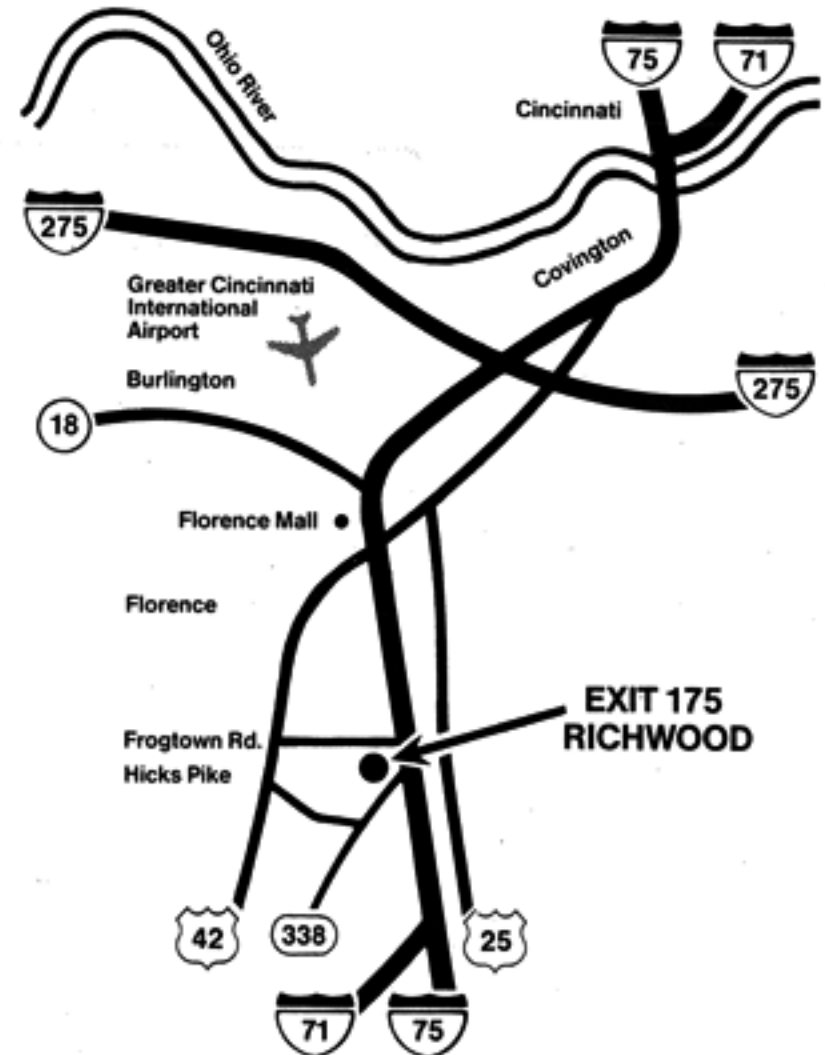 Ohio River
75
71
Cincinnati
275
Covington
Greater Cincinnati
International
Airport
Burlington
275
18
Florence Mall
Florence
EXIT 175
RICHWOOD
Frogtown Rd.
Hicks Pike
42
338
25
71
75